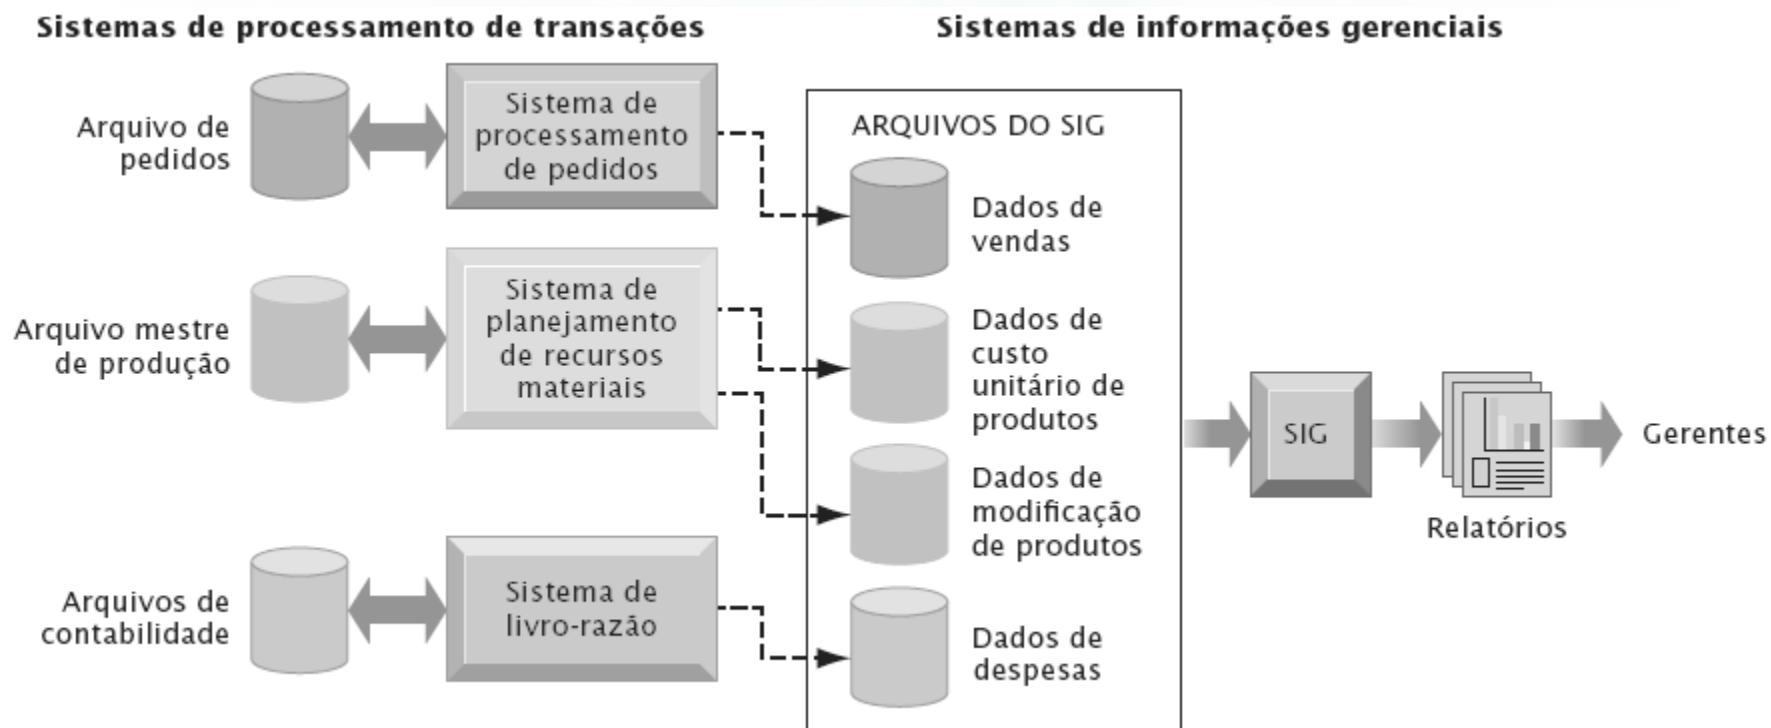 Sistemas de processamento de transações
Sistemas de informações gerenciais
Arquivo de
pedidos
Sistema de
processamento
de pedidos
Arquivo mestre
de produção
Sistema de
planejamento
de recursos
materiais
Arquivos de
contabilidade
Sistema de
livro-razão
ARQUIVOS DO SIG
Dados de
vendas
Dados de
custo
unitário de
produtos
Dados de
modificação
de produtos
Dados de
despesas
SIG
Relatórios
Gerentes